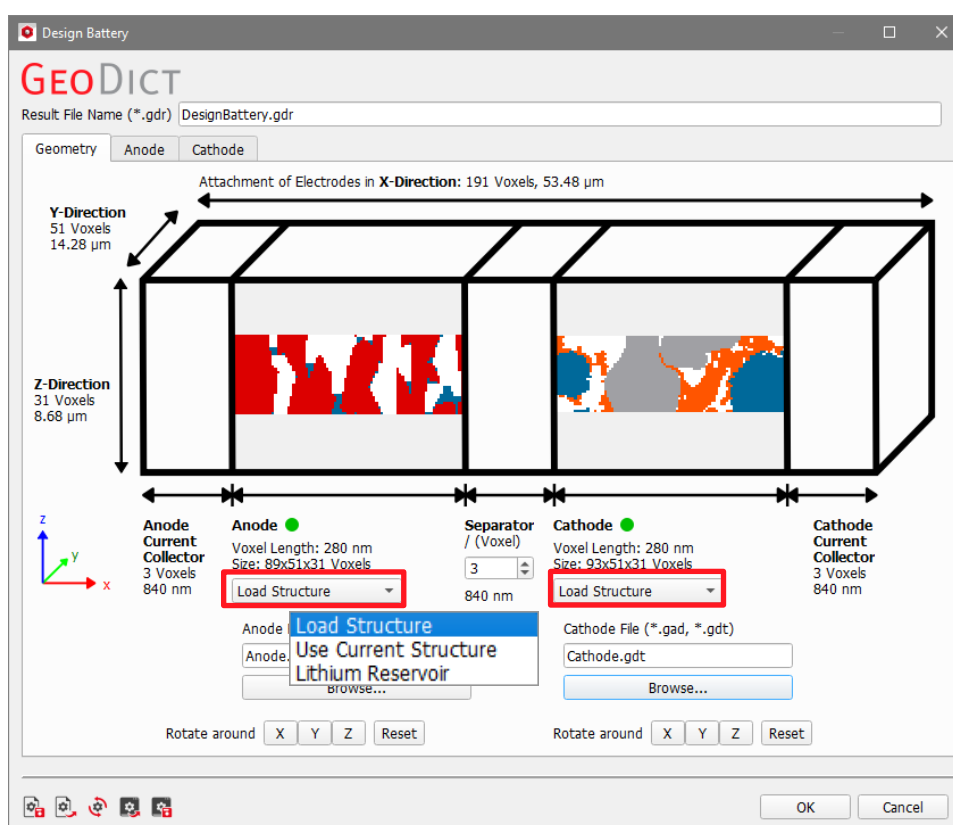 Design Battery
GEODICT
Result File Name (*.gdr) DesignBattery.gdr
Geometry Anode Cathode
Attachment of Electrodes in X-Direction: 191 Voxels, 53.48 µm
Y-Direction
51 Voxels
14.28 µm
Z-Direction
31 Voxels
8.68 µm
z
y
x
Anode
Current
Collector
3 Voxels
840 nm
Anode
Voxel Length: 280 nm
Size: 89x51x31 Voxels
Load Structure
Anode
Load Structure
Use Current Structure
Lithium Reservoir
Anode.
Browse...
Rotate around X Y Z Reset
Separator
/ (Voxel)
3
840 nm
Cathode
Voxel Length: 280 nm
Size: 93x51x31 Voxels
Load Structure
Cathode File (*.gad, *.gdt)
Cathode.gdt
Browse...
Rotate around X Y Z Reset
Cathode
Current
Collector
3 Voxels
840 nm
OK Cancel